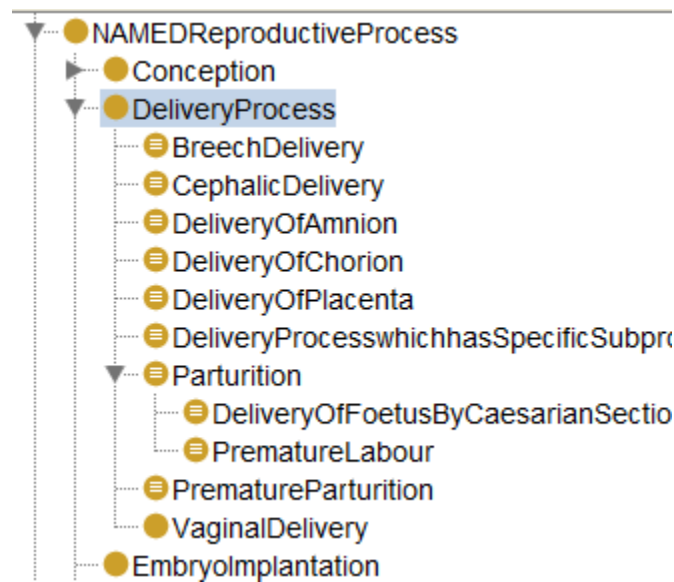 NAMEDReproductiveProcess
Conception
DeliveryProcess
BreechDelivery
CephalicDelivery
DeliveryOfAmnion
DeliveryOfChorion
DeliveryOfPlacenta
DeliveryProcesswhichhasSpecificSubpro
Parturition
DeliveryOfFoetusByCaesarianSectio
PrematureLabour
PrematureParturition
VaginalDelivery
EmbryoImplantation